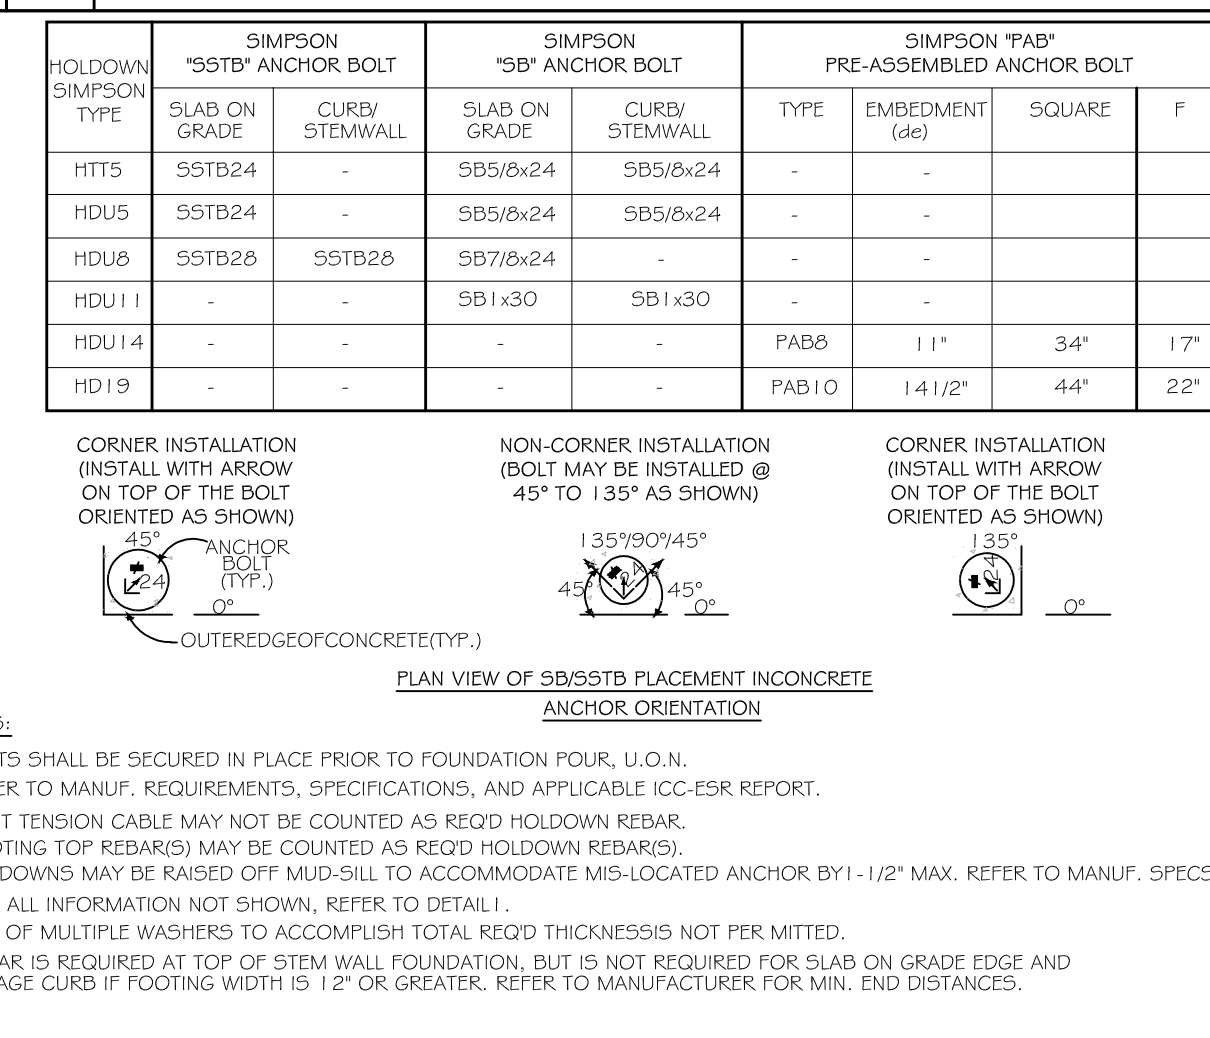 SIMPSON
"SSTB" ANCHOR BOLT
SIMPSON
"SB" ANCHOR BOLT
SIMPSON "PAB"
PRE-ASSEMBLED ANCHOR BOLT
HOLDOWN
SIMPSON
TYPE
SLAB ON
GRADE
CURB/
STEMWALL
SLAB ON
GRADE
CURB/
STEMWALL
TYPE
EMBEDMENT
(de)
SQUARE
F
HTT5 SSTB24 - SB5/8x24 SB5/8x24 - -
HDU5 SSTB24 - SB5/8x24 SB5/8x24 - -
HDU8 SSTB28 SSTB28 SB7/8x24 - - -
HDU11 - - SB1x30 SB1x30 - -
HDU14 - - - - PAB8 11" 34" 17"
HD19 - - - - PAB10 141/2" 44" 22"
CORNER INSTALLATION
(INSTALL WITH ARROW
ON TOP OF THE BOLT
ORIENTED AS SHOWN)
45°
ANCHOR
BOLT
(TYP.)
24
0°
OUTEREDGEOFCONCRETE(TYP.)
NON-CORNER INSTALLATION
(BOLT MAY BE INSTALLED @
45° TO 135° AS SHOWN)
135°/90°/45°
24
45°
45°
0°
CORNER INSTALLATION
(INSTALL WITH ARROW
ON TOP OF THE BOLT
ORIENTED AS SHOWN)
135°
24
0°
PLAN VIEW OF SB/SSTB PLACEMENT INCONCRETE
ANCHOR ORIENTATION
S:
TS SHALL BE SECURED IN PLACE PRIOR TO FOUNDATION POUR, U.O.N.
ER TO MANUF. REQUIREMENTS, SPECIFICATIONS, AND APPLICABLE ICC-ESR REPORT.
T TENSION CABLE MAY NOT BE COUNTED AS REQ'D HOLDOWN REBAR.
OTING TOP REBAR(S) MAY BE COUNTED AS REQ'D HOLDOWN REBAR(S).
DOWNS MAY BE RAISED OFF MUD-SILL TO ACCOMMODATE MIS-LOCATED ANCHOR BY1-1/2" MAX. REFER TO MANUF. SPECS
ALL INFORMATION NOT SHOWN, REFER TO DETAIL1.
OF MULTIPLE WASHERS TO ACCOMPLISH TOTAL REQ'D THICKNESSIS NOT PER MITTED.
AR IS REQUIRED AT TOP OF STEM WALL FOUNDATION, BUT IS NOT REQUIRED FOR SLAB ON GRADE EDGE AND
AGE CURB IF FOOTING WIDTH IS 12" OR GREATER. REFER TO MANUFACTURER FOR MIN. END DISTANCES.